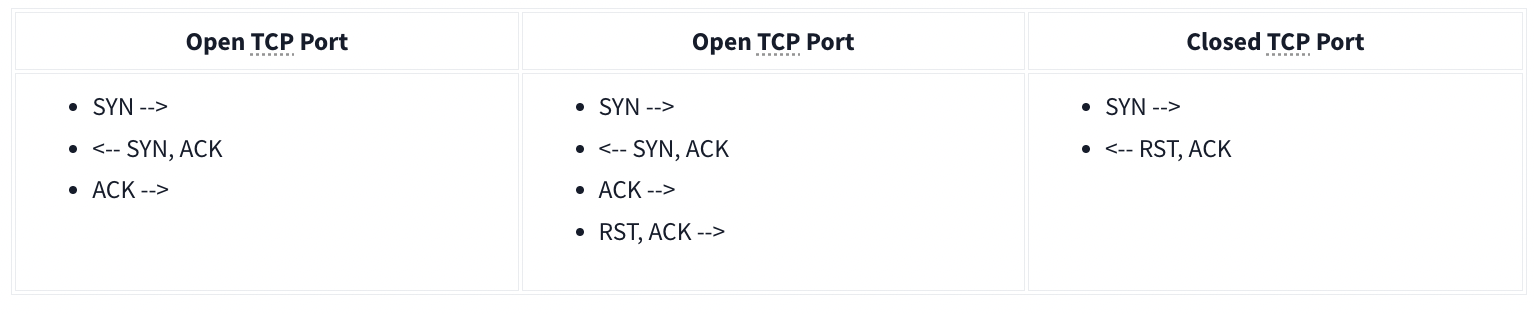 Open TCP Port
Open TCP Port
Closed TCP Port
• SYN -->
• <-- SYN, ACK
• ACK -->
• SYN -->
• <-- SYN, ACK
• ACK -->
• RST, ACK -->
• SYN -->
• <-- RST, ACK